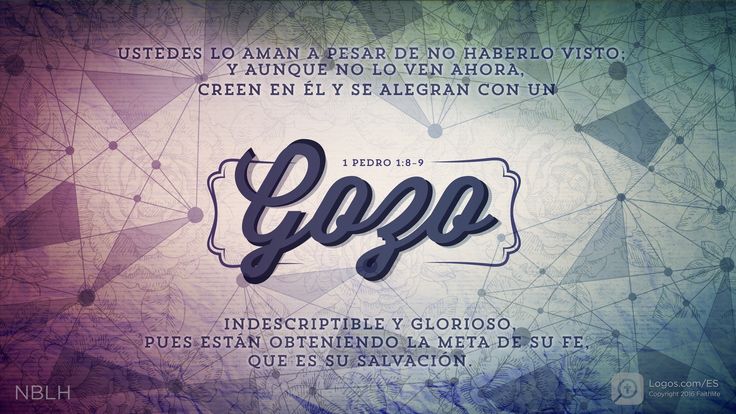 USTEDES LO AMAN A PESAR DE NO HABERLO VISTO;
Y AUNQUE NO LO VEN AHORA,
CREEN EN ÉL Y SE ALEGRAN CON UN
1 PEDRO 1:8-9
Gozo
INDESCRIPTIBLE Y GLORIOSO,
PUES ESTÁN OBTENIENDO LA META DE SU FE,
QUE ES SU SALVACIÓN.
NBLH
Logos.com/ES
Copyright 2016 Faithlife